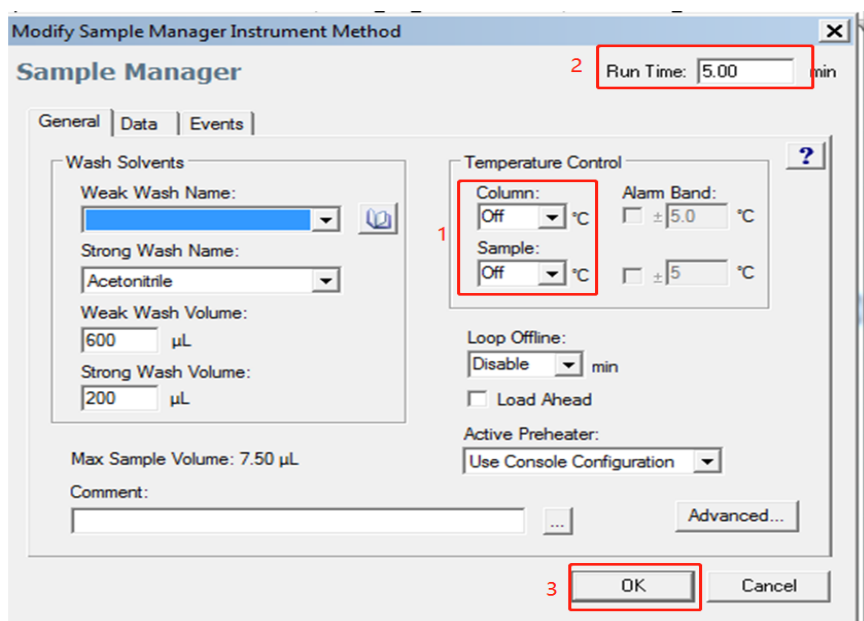 Modify Sample Manager Instrument Method
Sample Manager
2
Run Time: 5.00 min
General Data Events
?
Wash Solvents
Weak Wash Name:
Strong Wash Name:
Acetonitrile
Weak Wash Volume:
600 µL
Strong Wash Volume:
200 µL
Max Sample Volume: 7.50 µL
Comment:
...
Temperature Control
1
Column: Alarm Band:
Off °C ±5.0 °C
Sample:
Off °C ±5 °C
Loop Offline:
Disable min
Load Ahead
Active Preheater:
Use Console Configuration
Advanced...
3
OK Cancel